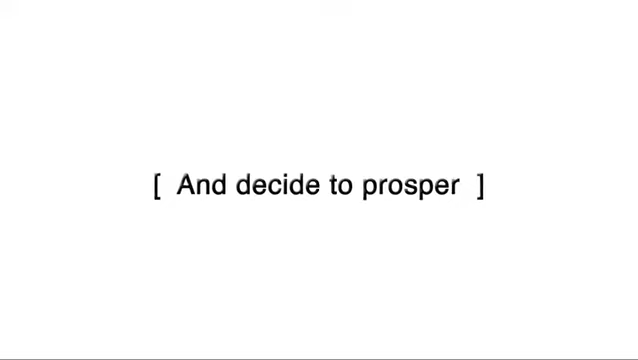 [ And decide to prosper ]